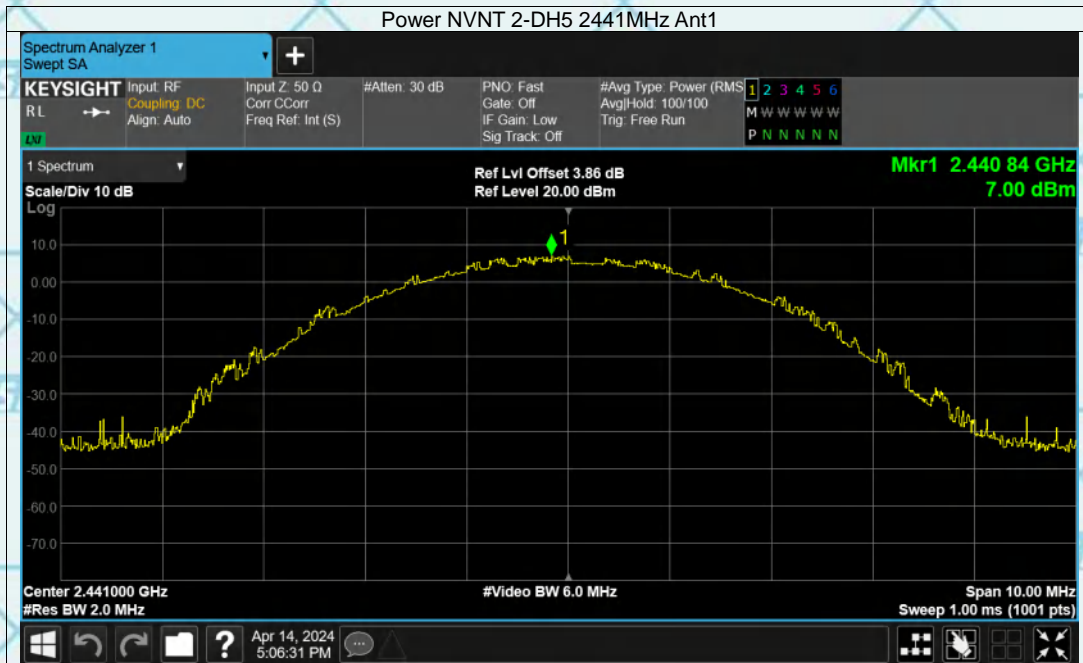 Power NVNT 2-DH5 2441MHz Ant1
Spectrum Analyzer 1
Swept SA
+
KEYSIGHT
RL
LXI
Input: RF
Coupling: DC
Align: Auto
Input Z: 50 Ω
Corr CCorr
Freq Ref: Int (S)
#Atten: 30 dB
PNO: Fast
Gate: Off
IF Gain: Low
Sig Track: Off
#Avg Type: Power (RMS
Avg|Hold: 100/100
Trig: Free Run
1 2 3 4 5 6
M W W W W W
P N N N N N
1 Spectrum
Scale/Div 10 dB
Log
Ref Lvl Offset 3.86 dB
Ref Level 20.00 dBm
Mkr1 2.440 84 GHz
7.00 dBm
1
10.0
0.00
-10.0
-20.0
-30.0
-40.0
-50.0
-60.0
-70.0
Center 2.441000 GHz
#Res BW 2.0 MHz
#Video BW 6.0 MHz
Span 10.00 MHz
Sweep 1.00 ms (1001 pts)
?
Apr 14, 2024
5:06:31 PM